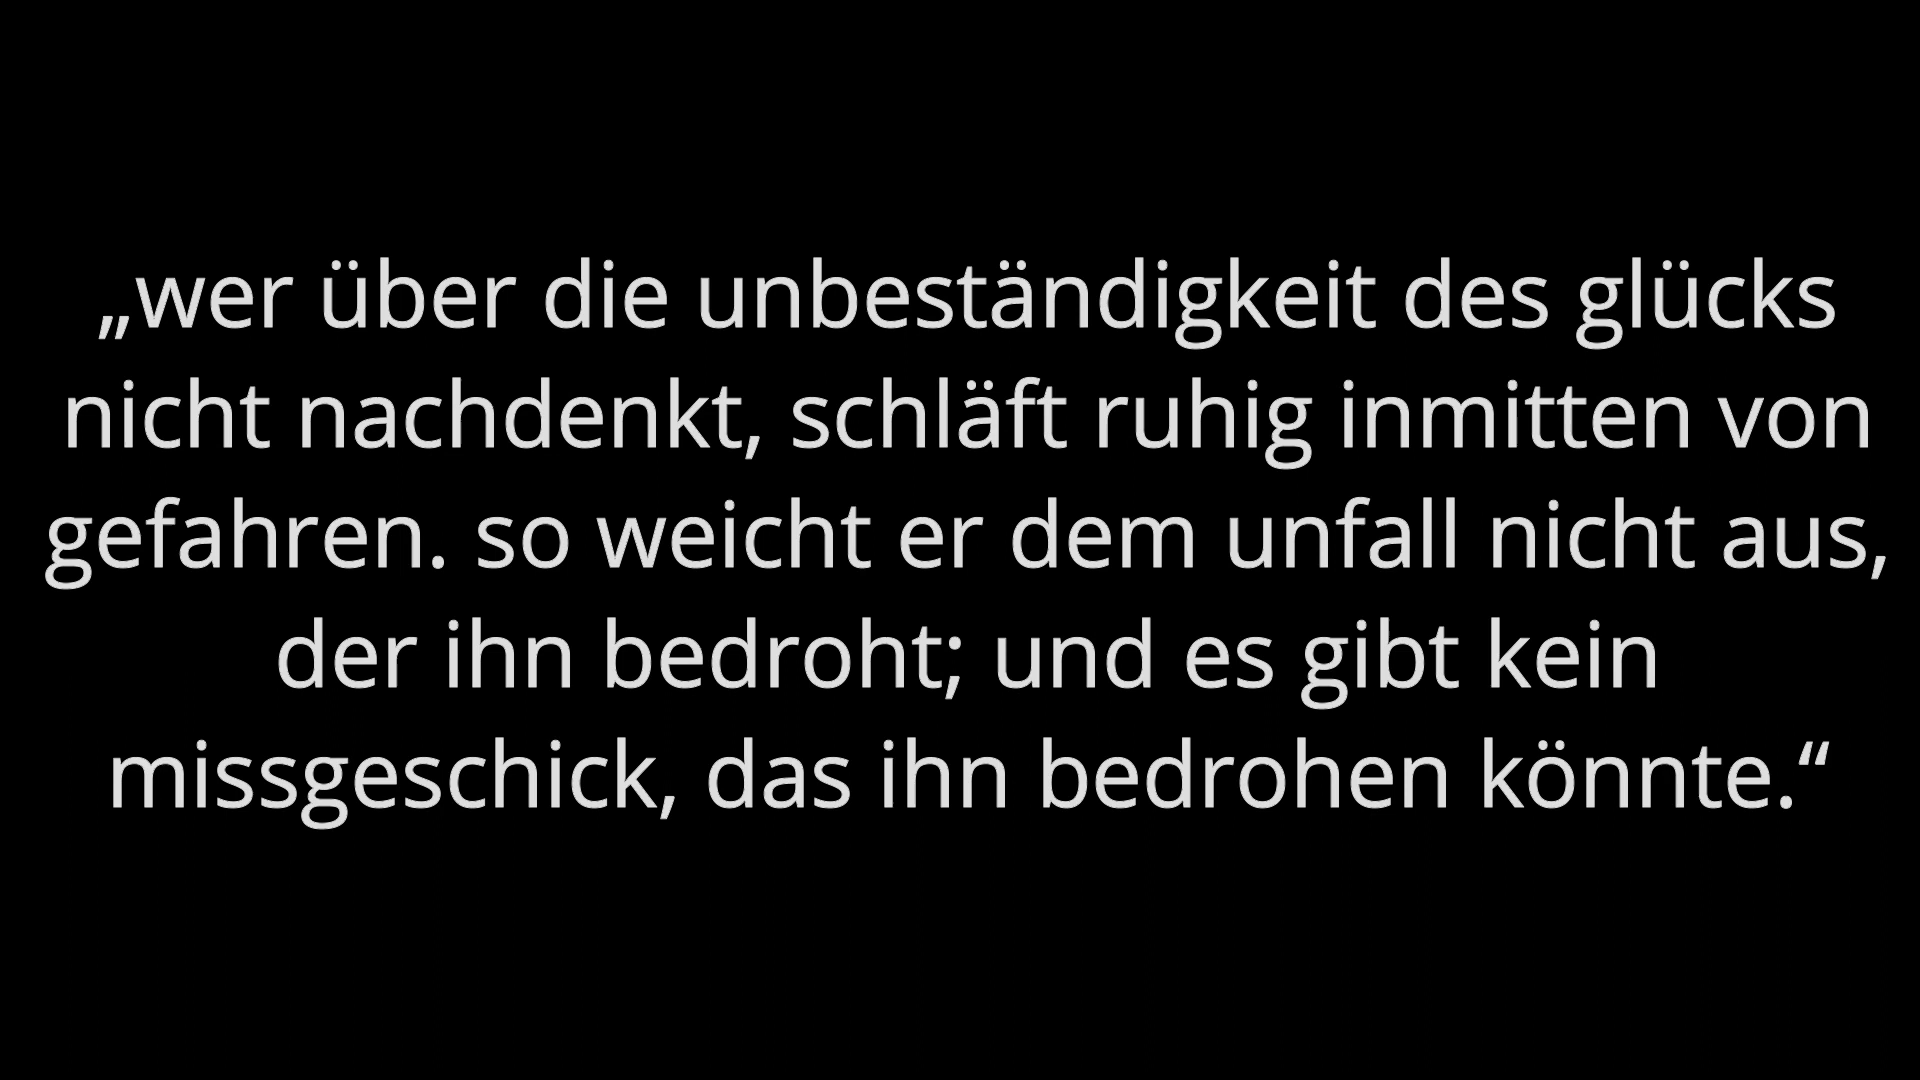 „wer über die unbeständigkeit des glücks
nicht nachdenkt, schläft ruhig inmitten von
gefahren. so weicht er dem unfall nicht aus,
der ihn bedroht; und es gibt kein
missgeschick, das ihn bedrohen könnte.“